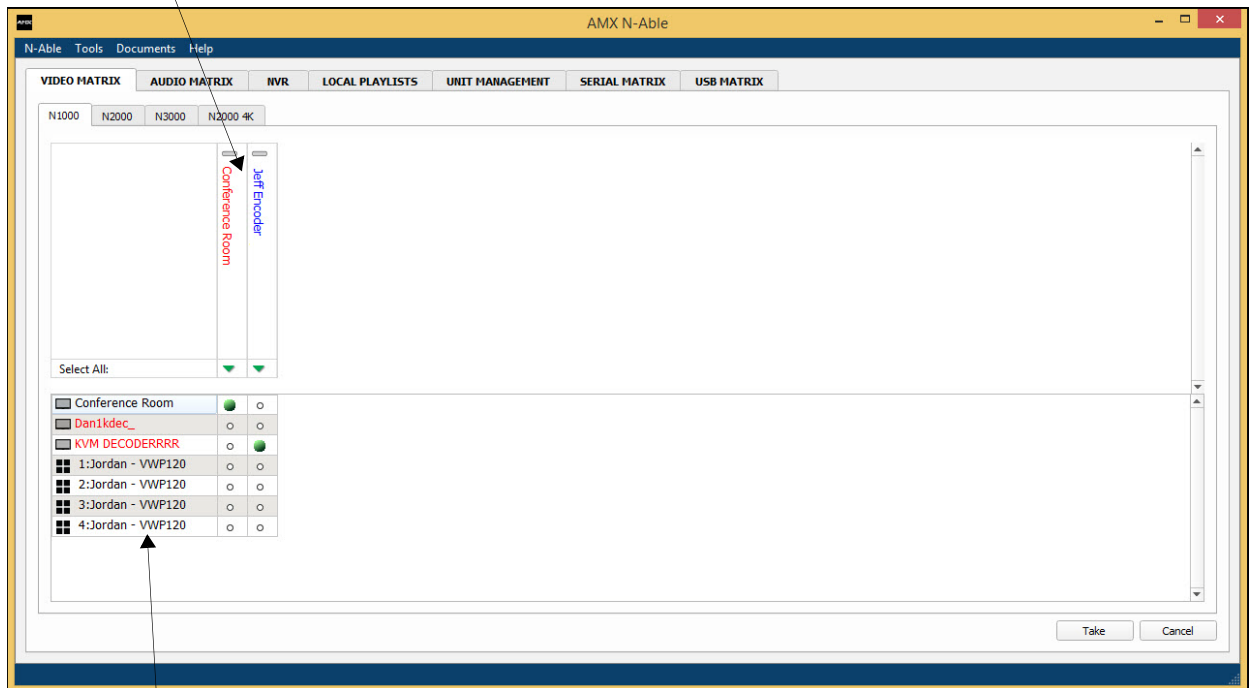 AMX
AMX N-Able
N-Able Tools Documents Help
VIDEO MATRIX AUDIO MATRIX NVR LOCAL PLAYLISTS UNIT MANAGEMENT SERIAL MATRIX USB MATRIX
N1000 N2000 N3000 N2000 4K
Conference Room
Jeff Encoder
Select All:
Conference Room
Dan1kdec_
KVM DECODERRRR
1:Jordan - VWP120
2:Jordan - VWP120
3:Jordan - VWP120
4:Jordan - VWP120
Take Cancel